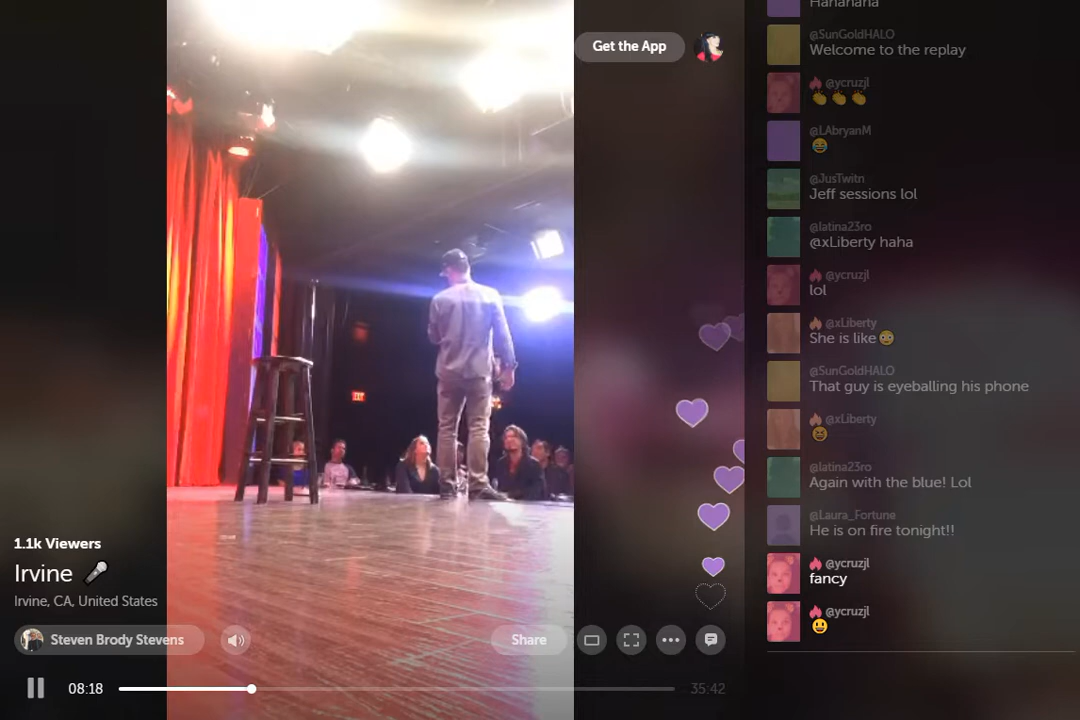 Get the App
1.1k Viewers
Irvine 🎤
Irvine, CA, United States
Steven Brody Stevens
Share
08:18
35:42
EXIT
Hahahaha
@SunGoldHALO
Welcome to the replay
🔥 @ycruzjl
👏 👏 👏
@LAbryanM
😂
@JusTwitn
Jeff sessions lol
@latina23ro
@xLiberty haha
🔥 @ycruzjl
lol
🔥 @xLiberty
She is like 😳
@SunGoldHALO
That guy is eyeballing his phone
🔥 @xLiberty
😆
@latina23ro
Again with the blue! Lol
@Laura_Fortune
He is on fire tonight!!
🔥 @ycruzjl
fancy
🔥 @ycruzjl
😃